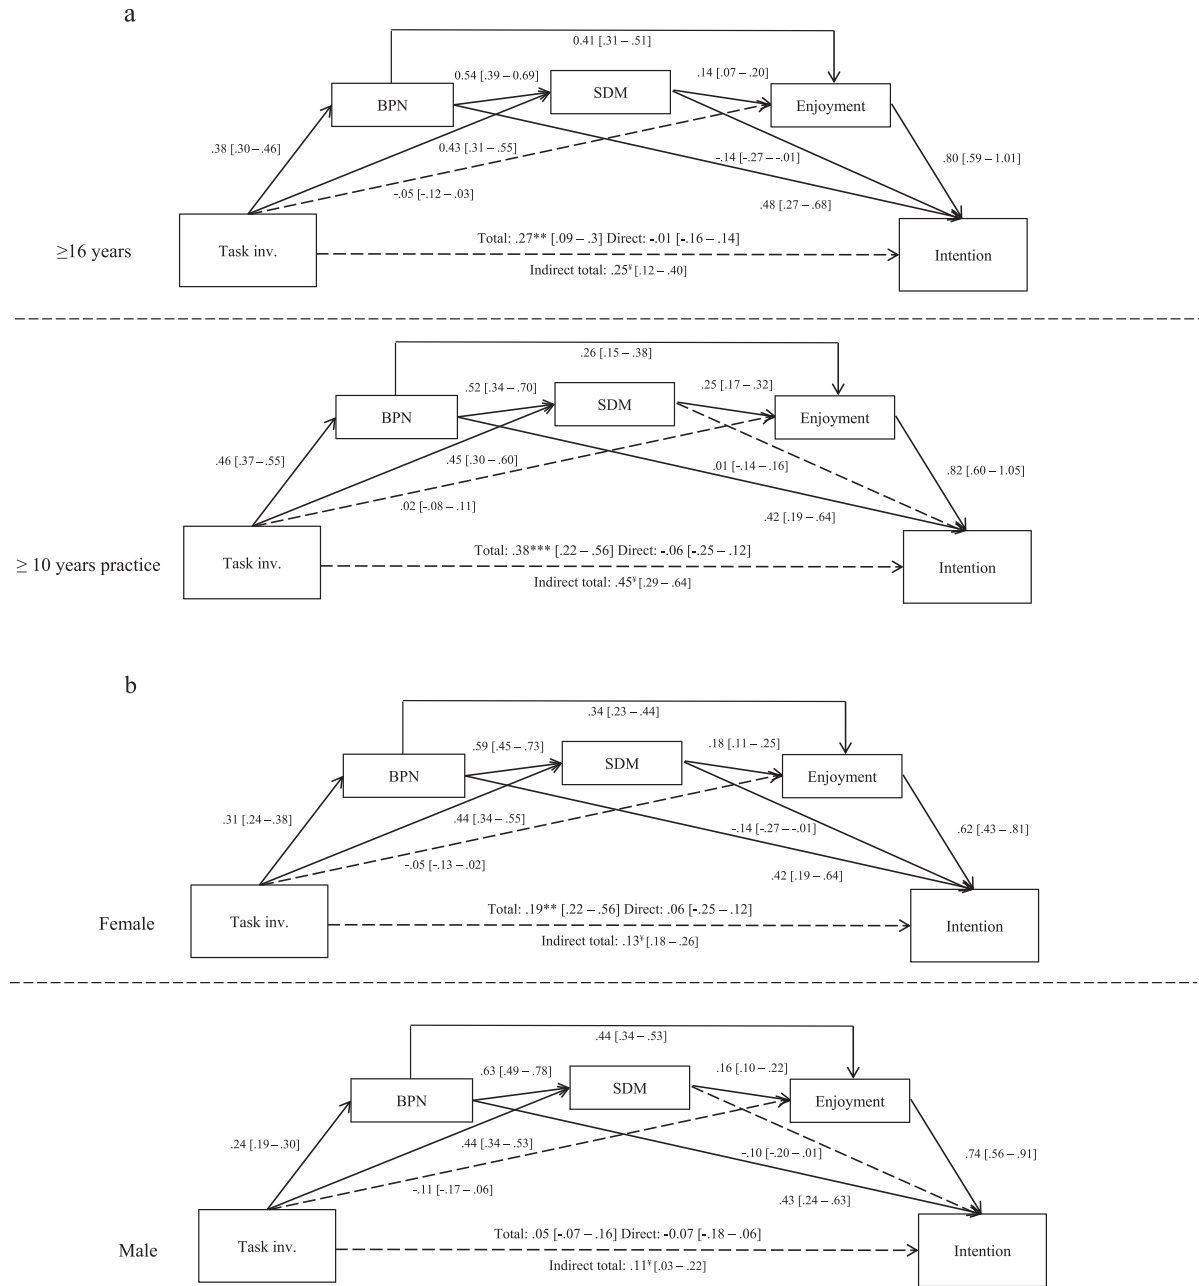 a
0.41 [.31 – .51]
0.54 [.39 - 0.69]
.14 [.07 - .20]
BPN
SDM
Enjoyment
.38 [.30 – .46]
0.43 [.31 - .55]
-.14 [-.27 – -.01]
.80 [.59 - 1.01]
-.05 [-.12 – .03]
.48 [.27 - .68]
≥16 years
Task inv.
Total: .27** [.09 – .3] Direct: -.01 [-.16 – .14]
Indirect total: .25¥ [.12 – .40]
Intention
.26 [.15 – .38]
.52 [.34 – .70]
.25 [.17 – .32]
BPN
SDM
Enjoyment
.46 [.37 – .55]
.45 [.30 – .60]
.01 [-.14 – .16]
.82 [.60 – 1.05]
.02 [-.08 – .11]
.42 [.19 – .64]
≥ 10 years practice
Task inv.
Total: .38*** [.22 – .56] Direct: -.06 [-.25 – .12]
Indirect total: .45¥ [.29 – .64]
Intention
b
.34 [.23 – .44]
.59 [.45 – .73]
.18 [.11 – .25]
BPN
SDM
Enjoyment
.31 [.24 – .38]
.44 [.34 – .55]
-.14 [-.27 – -.01]
.62 [.43 – .81]
-.05 [-.13 – .02]
.42 [.19 – .64]
Female
Task inv.
Total: .19** [.22 – .56] Direct: .06 [-.25 – .12]
Indirect total: .13¥ [.18 – .26]
Intention
.44 [.34 – .53]
.63 [.49 – .78]
.16 [.10 – .22]
BPN
SDM
Enjoyment
.24 [.19 – .30]
.44 [.34 – .53]
-.10 [-.20 – .01]
.74 [.56 – .91]
-.11 [-.17 – .06]
.43 [.24 – .63]
Male
Task inv.
Total: .05 [-.07 – .16] Direct: -0.07 [-.18 – .06]
Indirect total: .11¥ [.03 – .22]
Intention